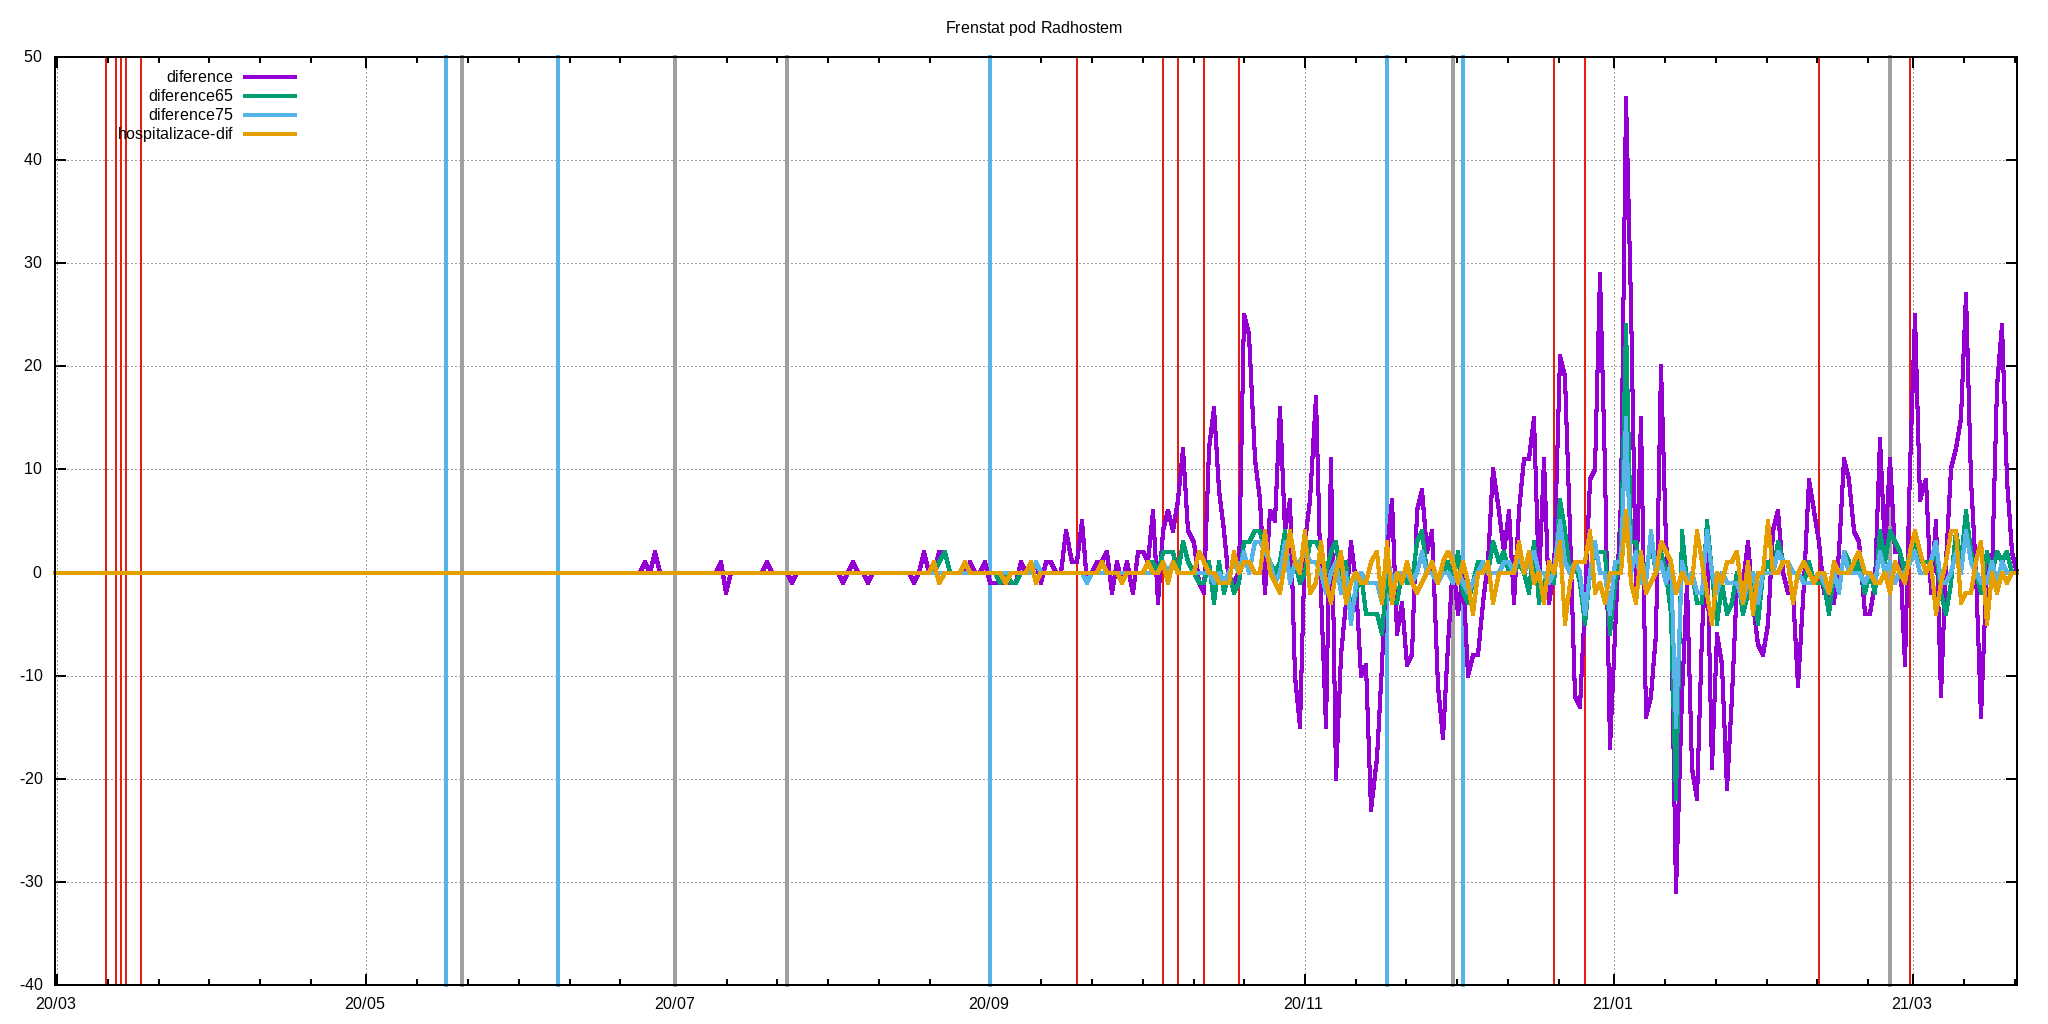 Frenstat pod Radhostem
50
diference
diference65
diference75
hospitalizace-dif
40
30
20
10
0
-10
-20
-30
-40
20/03 20/05 20/07 20/09 20/11 21/01 21/03